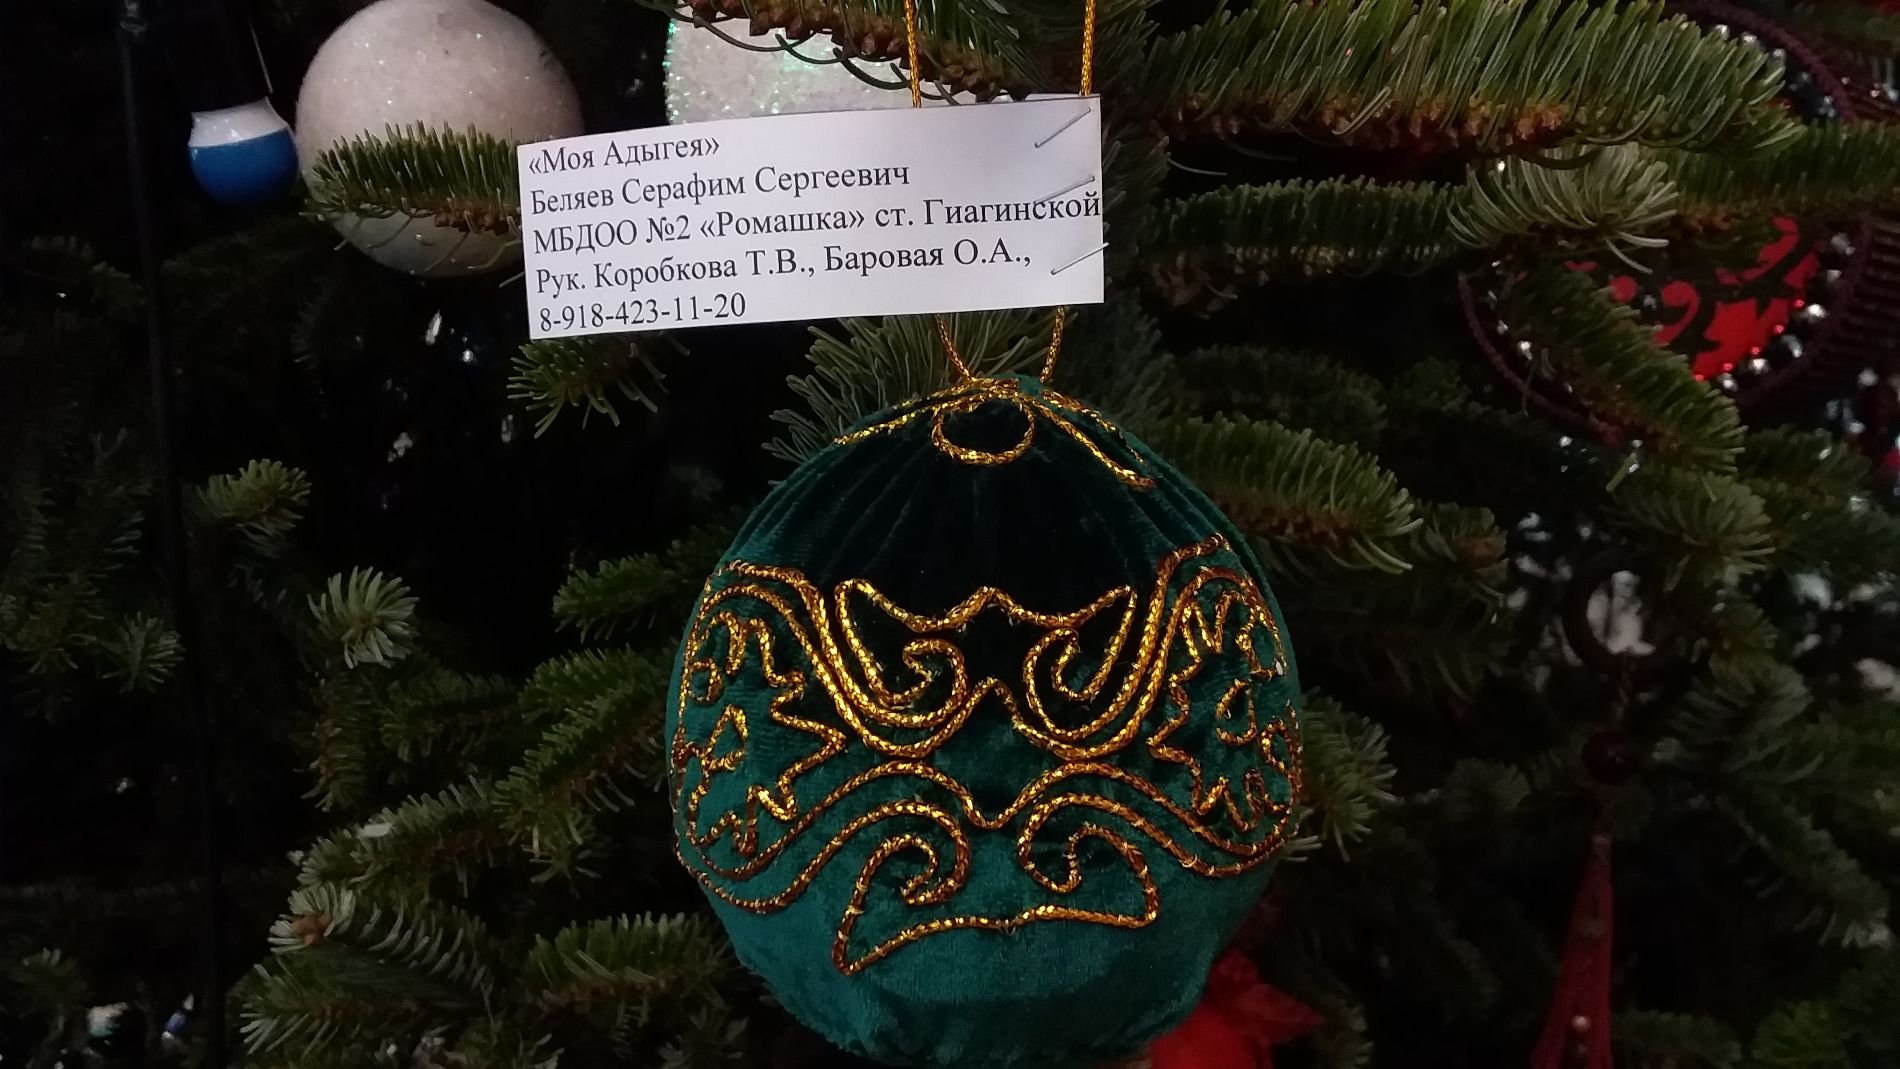 «Моя Адыгея»
Беляев Серафим Сергеевич
МБДОО №2 «Ромашка» ст. Гиагинской
Рук. Коробкова Т.В., Баровая О.А.,
8-918-423-11-20